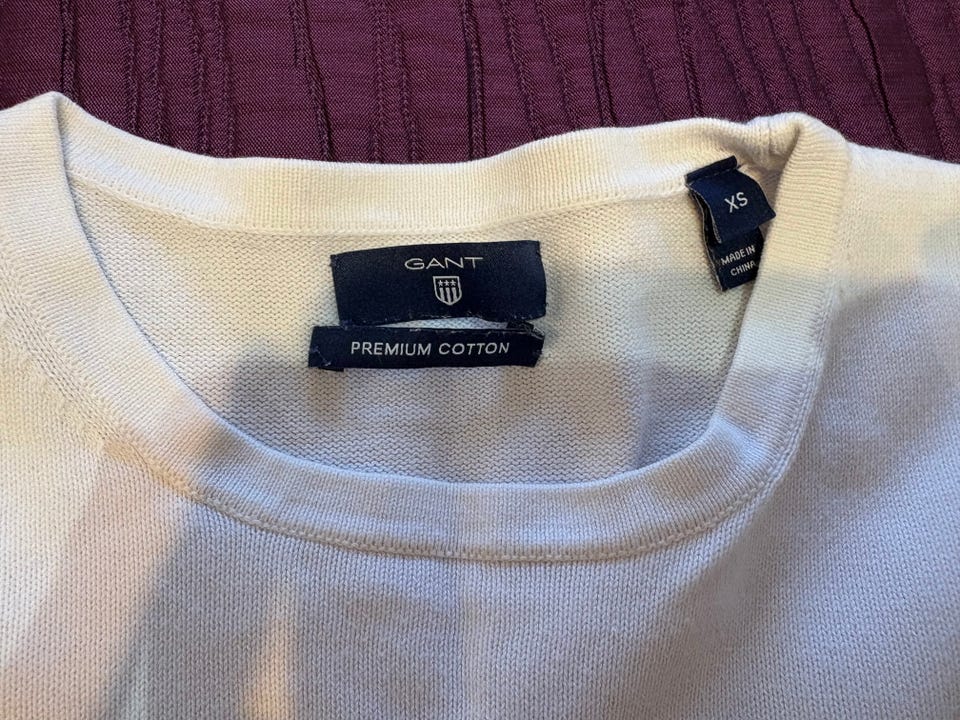 GANT
PREMIUM COTTON
XS
MADE IN
CHINA